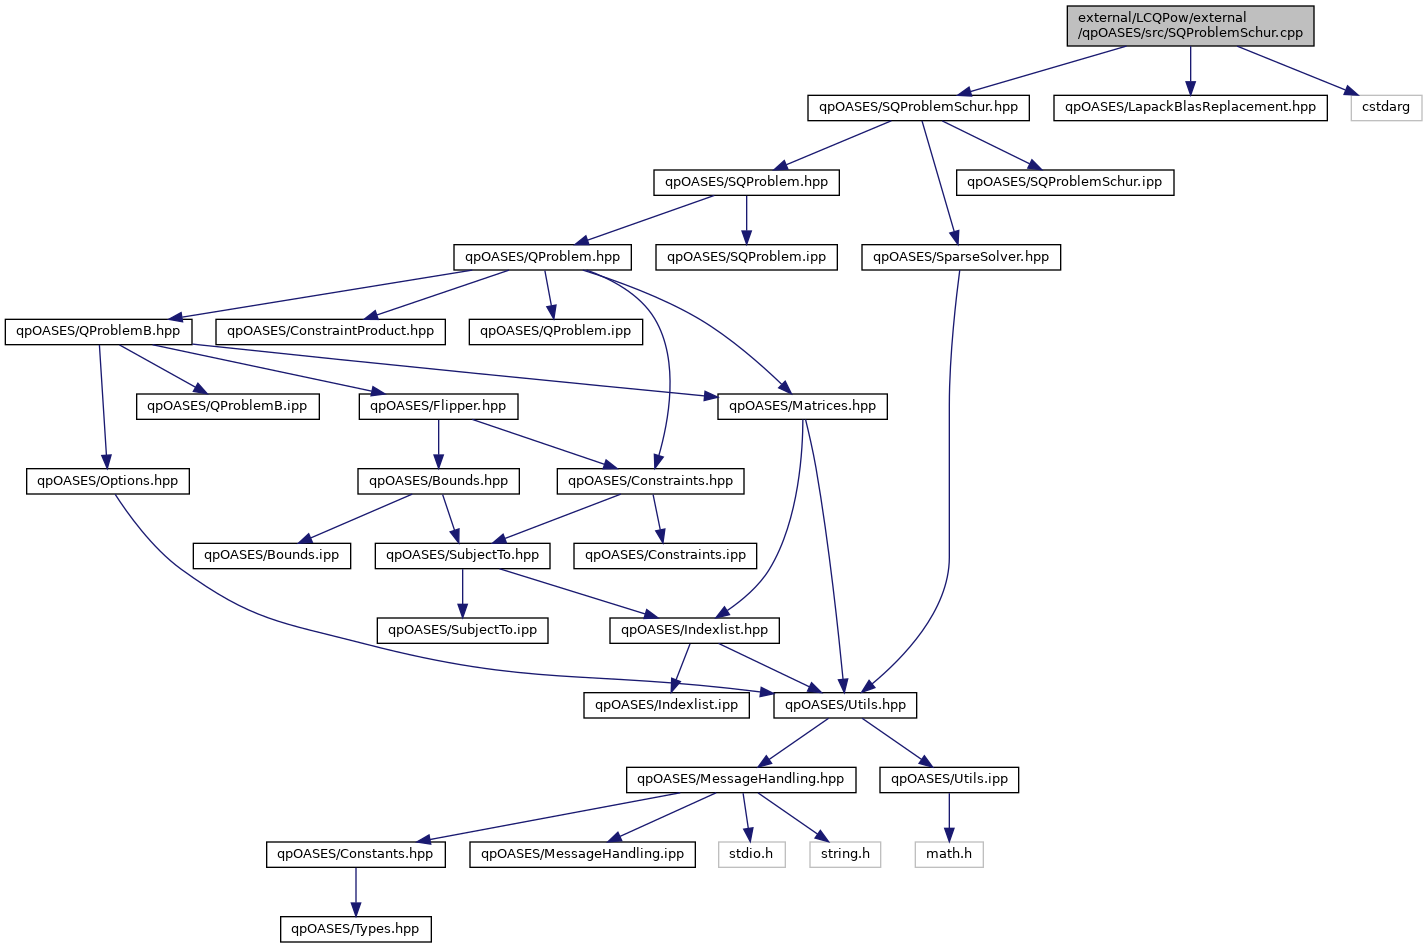 external/LCQPow/external
/qpOASES/src/SQProblemSchur.cpp
qpOASES/SQProblemSchur.hpp
qpOASES/LapackBlasReplacement.hpp
cstdarg
qpOASES/SQProblem.hpp
qpOASES/SQProblemSchur.ipp
qpOASES/QProblem.hpp
qpOASES/SQProblem.ipp
qpOASES/SparseSolver.hpp
qpOASES/QProblemB.hpp
qpOASES/ConstraintProduct.hpp
qpOASES/QProblem.ipp
qpOASES/QProblemB.ipp
qpOASES/Flipper.hpp
qpOASES/Matrices.hpp
qpOASES/Options.hpp
qpOASES/Bounds.hpp
qpOASES/Constraints.hpp
qpOASES/Bounds.ipp
qpOASES/SubjectTo.hpp
qpOASES/Constraints.ipp
qpOASES/SubjectTo.ipp
qpOASES/Indexlist.hpp
qpOASES/Indexlist.ipp
qpOASES/Utils.hpp
qpOASES/MessageHandling.hpp
qpOASES/Utils.ipp
qpOASES/Constants.hpp
qpOASES/MessageHandling.ipp
stdio.h
string.h
math.h
qpOASES/Types.hpp